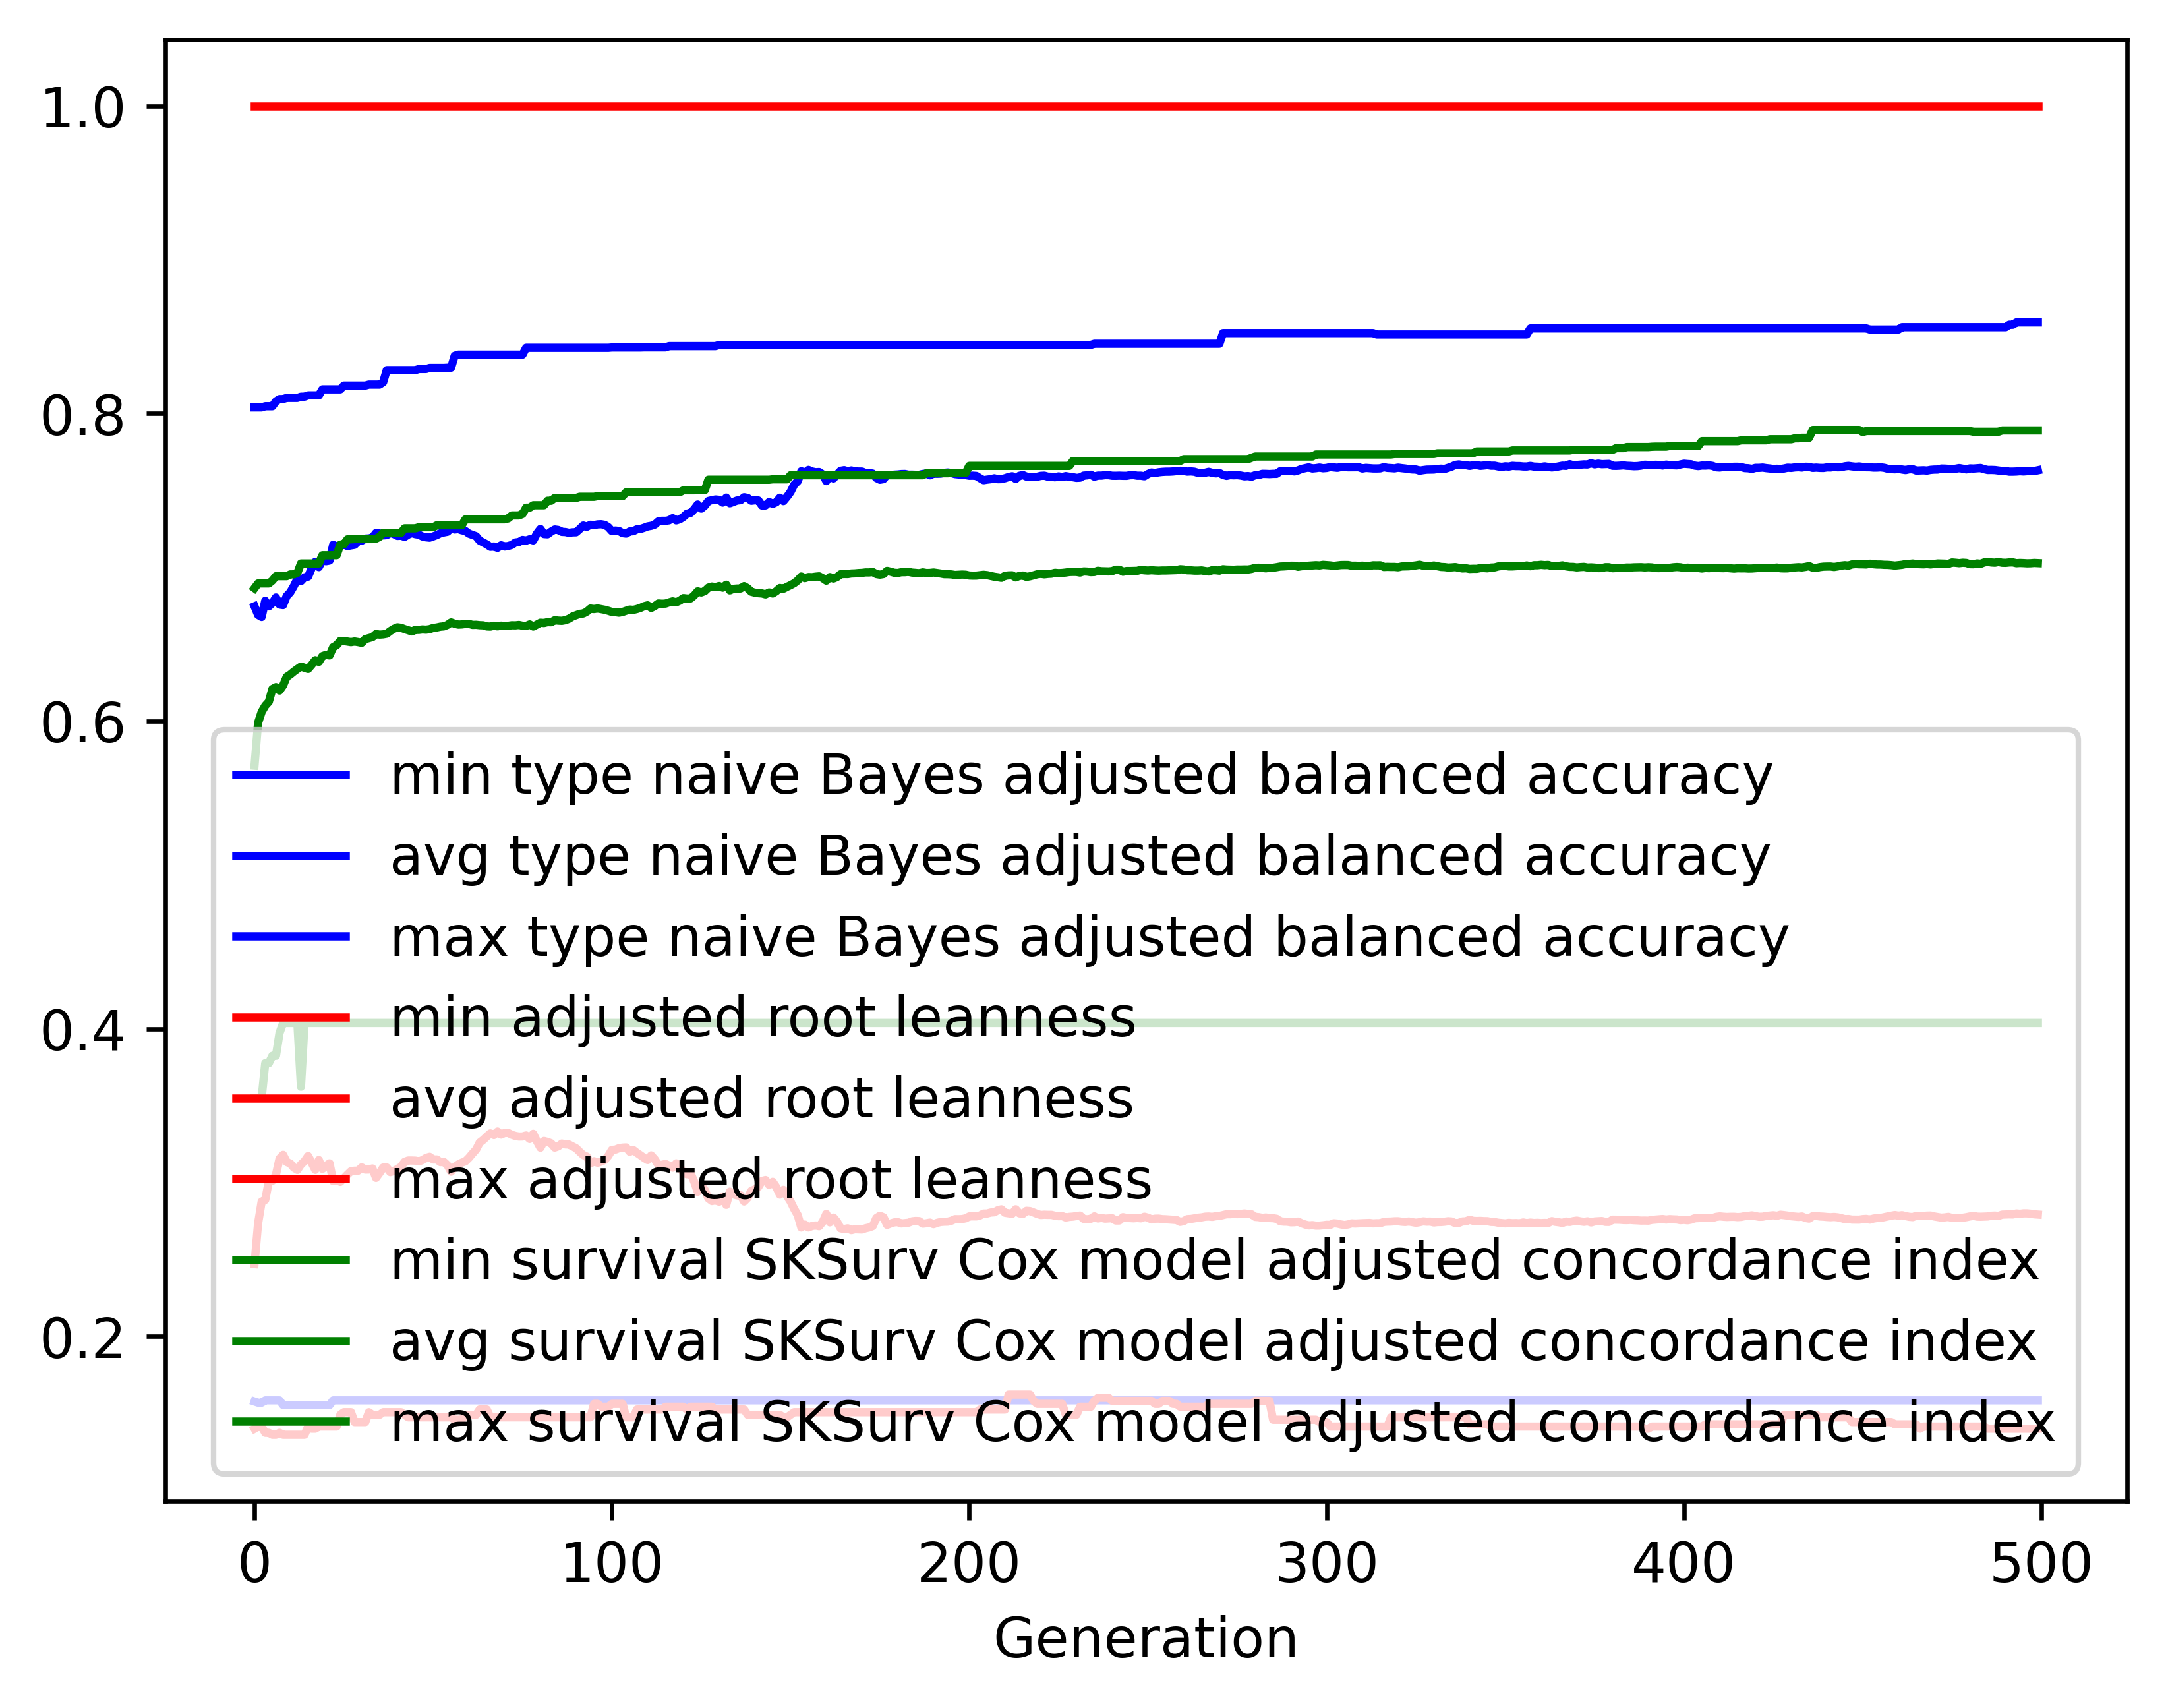 1.0
0.8
0.6
0.4
0.2
min type naive Bayes adjusted balanced accuracy
avg type naive Bayes adjusted balanced accuracy
max type naive Bayes adjusted balanced accuracy
min adjusted root leanness
avg adjusted root leanness
max adjusted root leanness
min survival SKSurv Cox model adjusted concordance index
avg survival SKSurv Cox model adjusted concordance index
max survival SKSurv Cox model adjusted concordance index
0 100 200 300 400 500
Generation